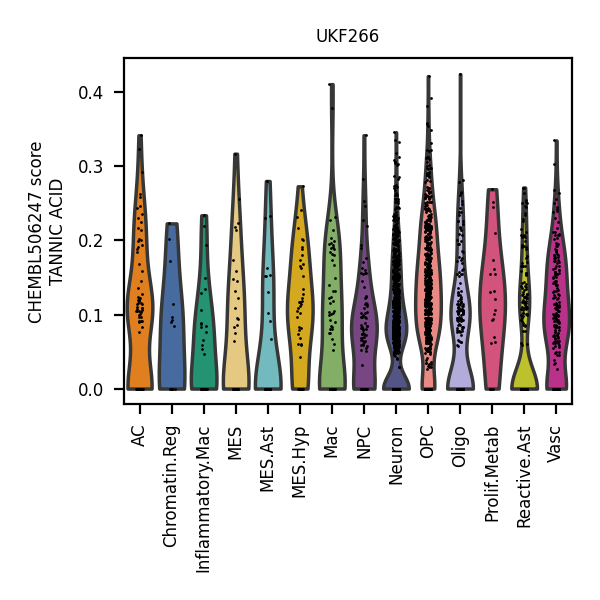 UKF266
CHEMBL506247 score
TANNIC ACID
0.4
0.3
0.2
0.1
0.0
AC
Chromatin.Reg
Inflammatory.Mac
MES
MES.Ast
MES.Hyp
Mac
NPC
Neuron
OPC
Oligo
Prolif.Metab
Reactive.Ast
Vasc